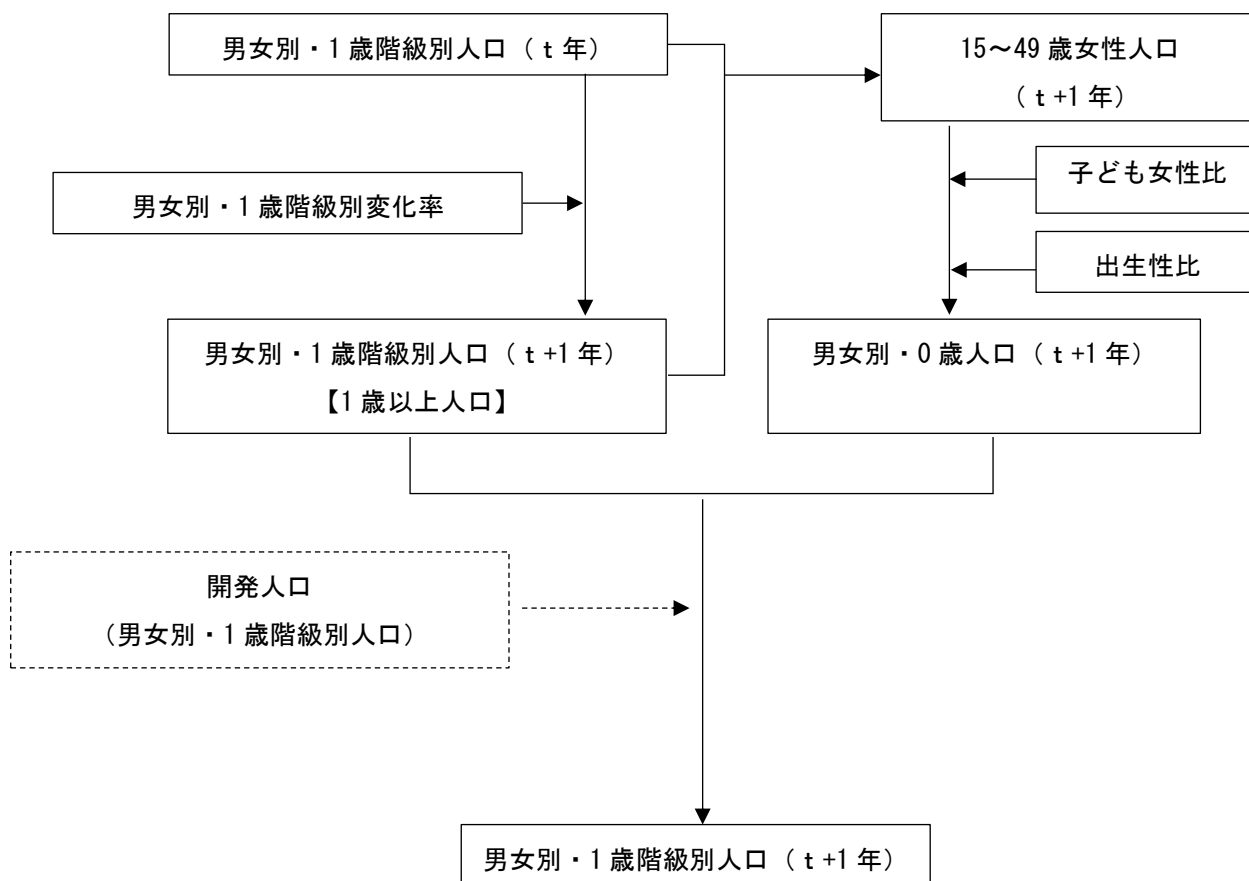 男女別・1歳階級別人口（ｔ年）
15～49歳女性人口
（ｔ+1年）
子ども女性比
男女別・1歳階級別変化率
出生性比
男女別・1歳階級別人口（ｔ+1年）
【1歳以上人口】
男女別・0歳人口（ｔ+1年）
開発人口
（男女別・1歳階級別人口）
男女別・1歳階級別人口（ｔ+1年）